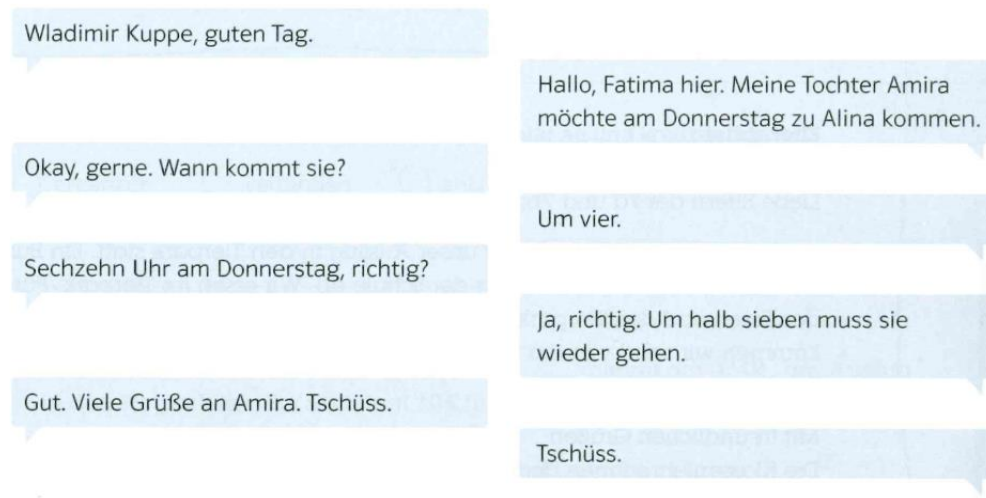 Wladimir Kuppe, guten Tag.
Hallo, Fatima hier. Meine Tochter Amira
möchte am Donnerstag zu Alina kommen.
Okay, gerne. Wann kommt sie?
Um vier.
Sechzehn Uhr am Donnerstag, richtig?
Ja, richtig. Um halb sieben muss sie
wieder gehen.
Gut. Viele Grüße an Amira. Tschüss.
Tschüss.